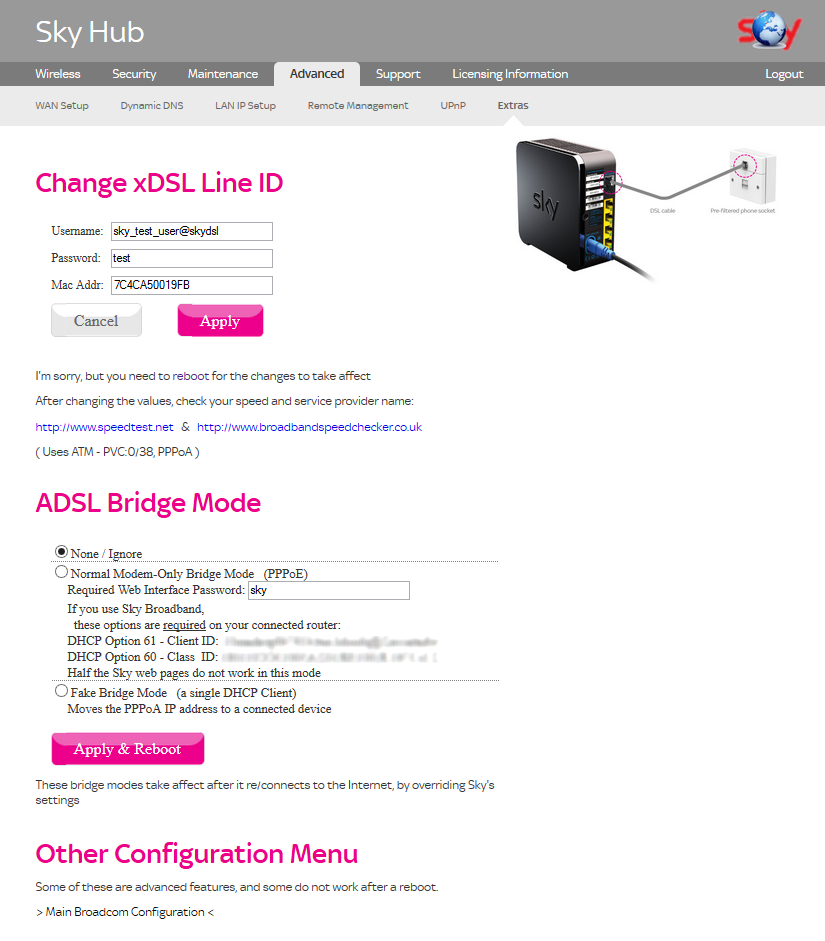 Sky Hub
sky
Wireless Security Maintenance Advanced Support Licensing Information Logout
WAN Setup Dynamic DNS LAN IP Setup Remote Management UPnP Extras
sky
DSL cable
Pre-filtered phone socket
Change xDSL Line ID
Username: sky_test_user@skydsl
Password: test
Mac Addr: 7C4CA50019FB
Cancel Apply
I'm sorry, but you need to reboot for the changes to take affect
After changing the values, check your speed and service provider name:
http://www.speedtest.net & http://www.broadbandspeedchecker.co.uk
( Uses ATM - PVC:0/38, PPPoA )
ADSL Bridge Mode
None / Ignore
Normal Modem-Only Bridge Mode (PPPoE)
Required Web Interface Password: sky
If you use Sky Broadband,
these options are required on your connected router:
DHCP Option 61 - Client ID:
DHCP Option 60 - Class ID:
Half the Sky web pages do not work in this mode
Fake Bridge Mode (a single DHCP Client)
Moves the PPPoA IP address to a connected device
Apply & Reboot
These bridge modes take affect after it re/connects to the Internet, by overriding Sky's
settings
Other Configuration Menu
Some of these are advanced features, and some do not work after a reboot.
> Main Broadcom Configuration <